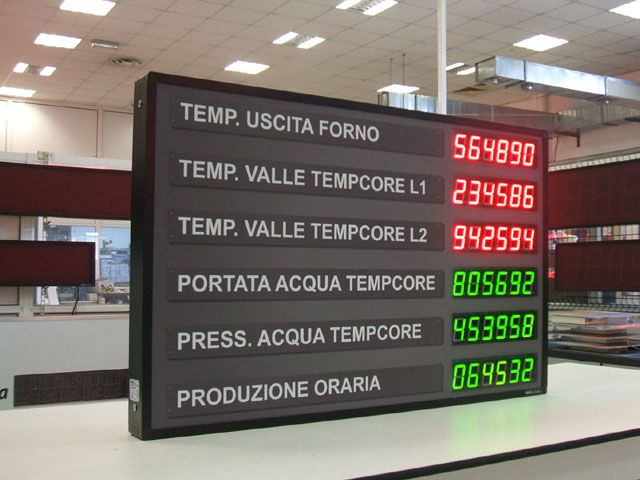 TEMP. USCITA FORNO 564890
TEMP. VALLE TEMPCORE L1 234586
TEMP. VALLE TEMPCORE L2 942594
PORTATA ACQUA TEMPCORE 805692
PRESS. ACQUA TEMPCORE 453958
PRODUZIONE ORARIA 064532